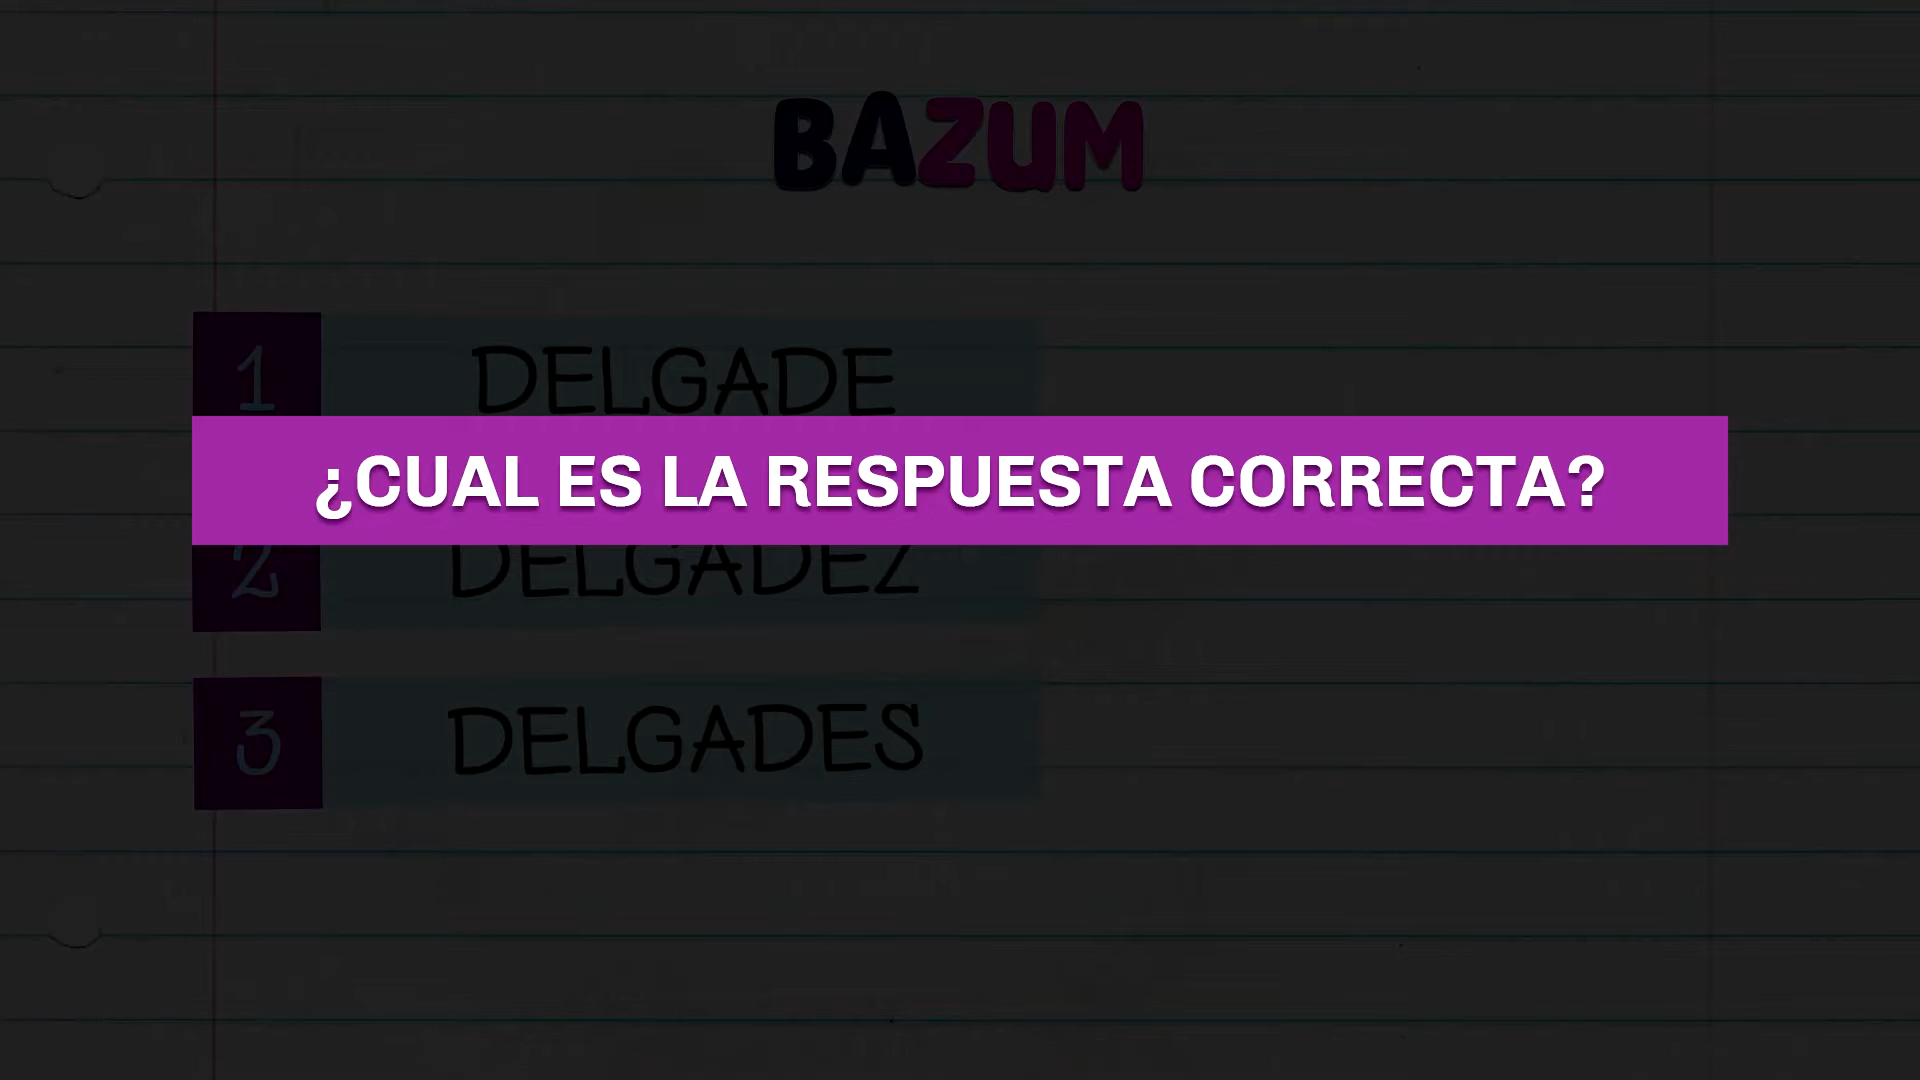 BAZUM
1 DELGADE
¿CUAL ES LA RESPUESTA CORRECTA?
2 DELGADEZ
3 DELGADES